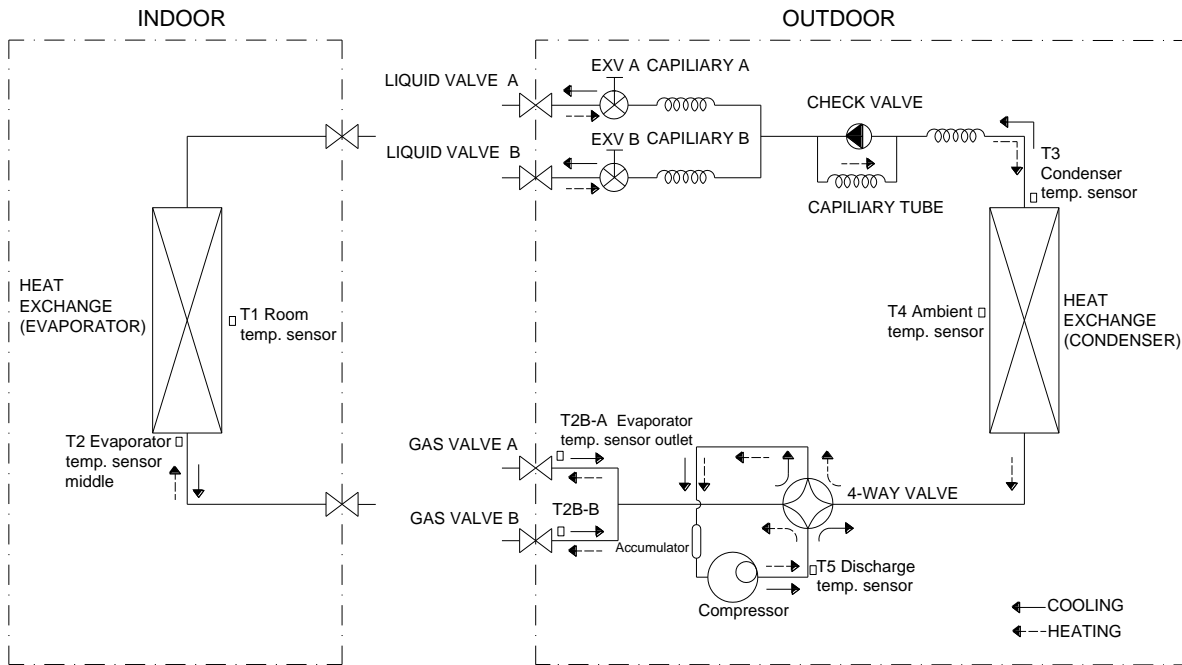 INDOOR
OUTDOOR
LIQUID VALVE A
EXV A CAPILIARY A
CHECK VALVE
LIQUID VALVE B
EXV B CAPILIARY B
T3
Condenser
temp. sensor
CAPILIARY TUBE
HEAT
EXCHANGE
(EVAPORATOR)
T1 Room
temp. sensor
T4 Ambient
temp. sensor
HEAT
EXCHANGE
(CONDENSER)
T2 Evaporator
temp. sensor
middle
GAS VALVE A
T2B-A Evaporator
temp. sensor outlet
4-WAY VALVE
GAS VALVE B
T2B-B
Accumulator
T5 Discharge
temp. sensor
Compressor
COOLING
HEATING